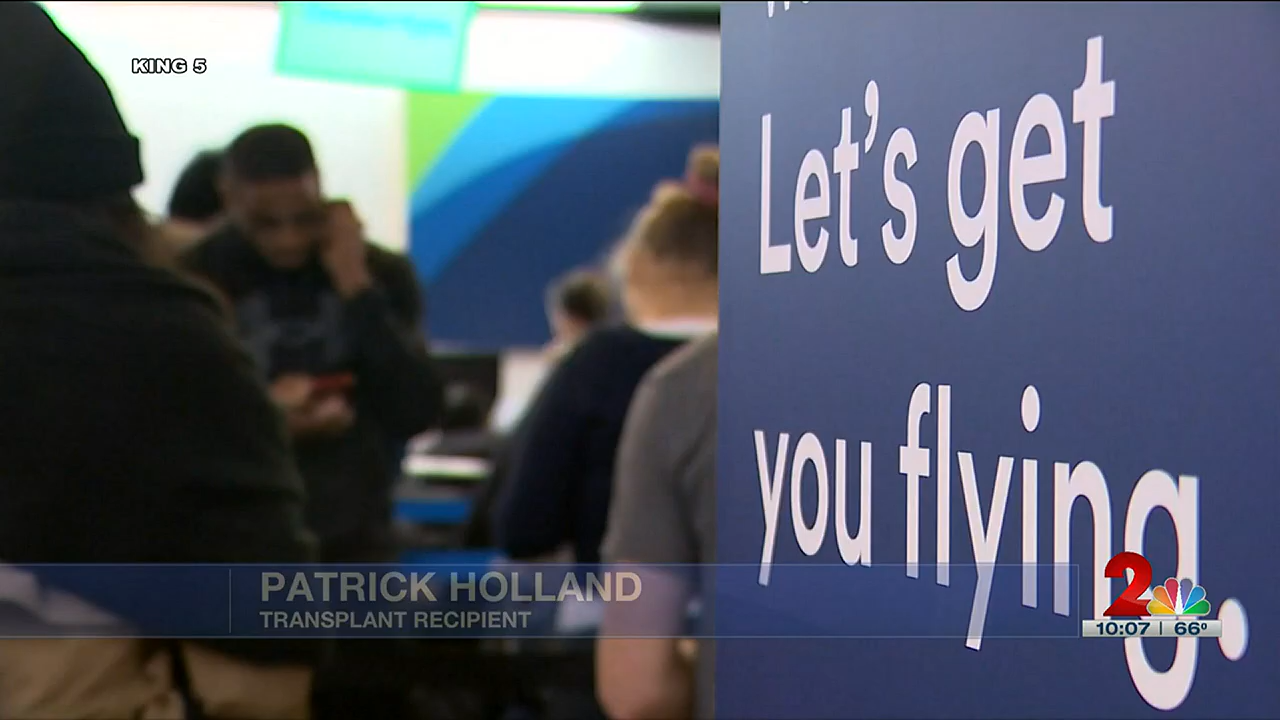 KING 5
Let's get
you flying.
PATRICK HOLLAND
TRANSPLANT RECIPIENT
2
10:07 | 66°